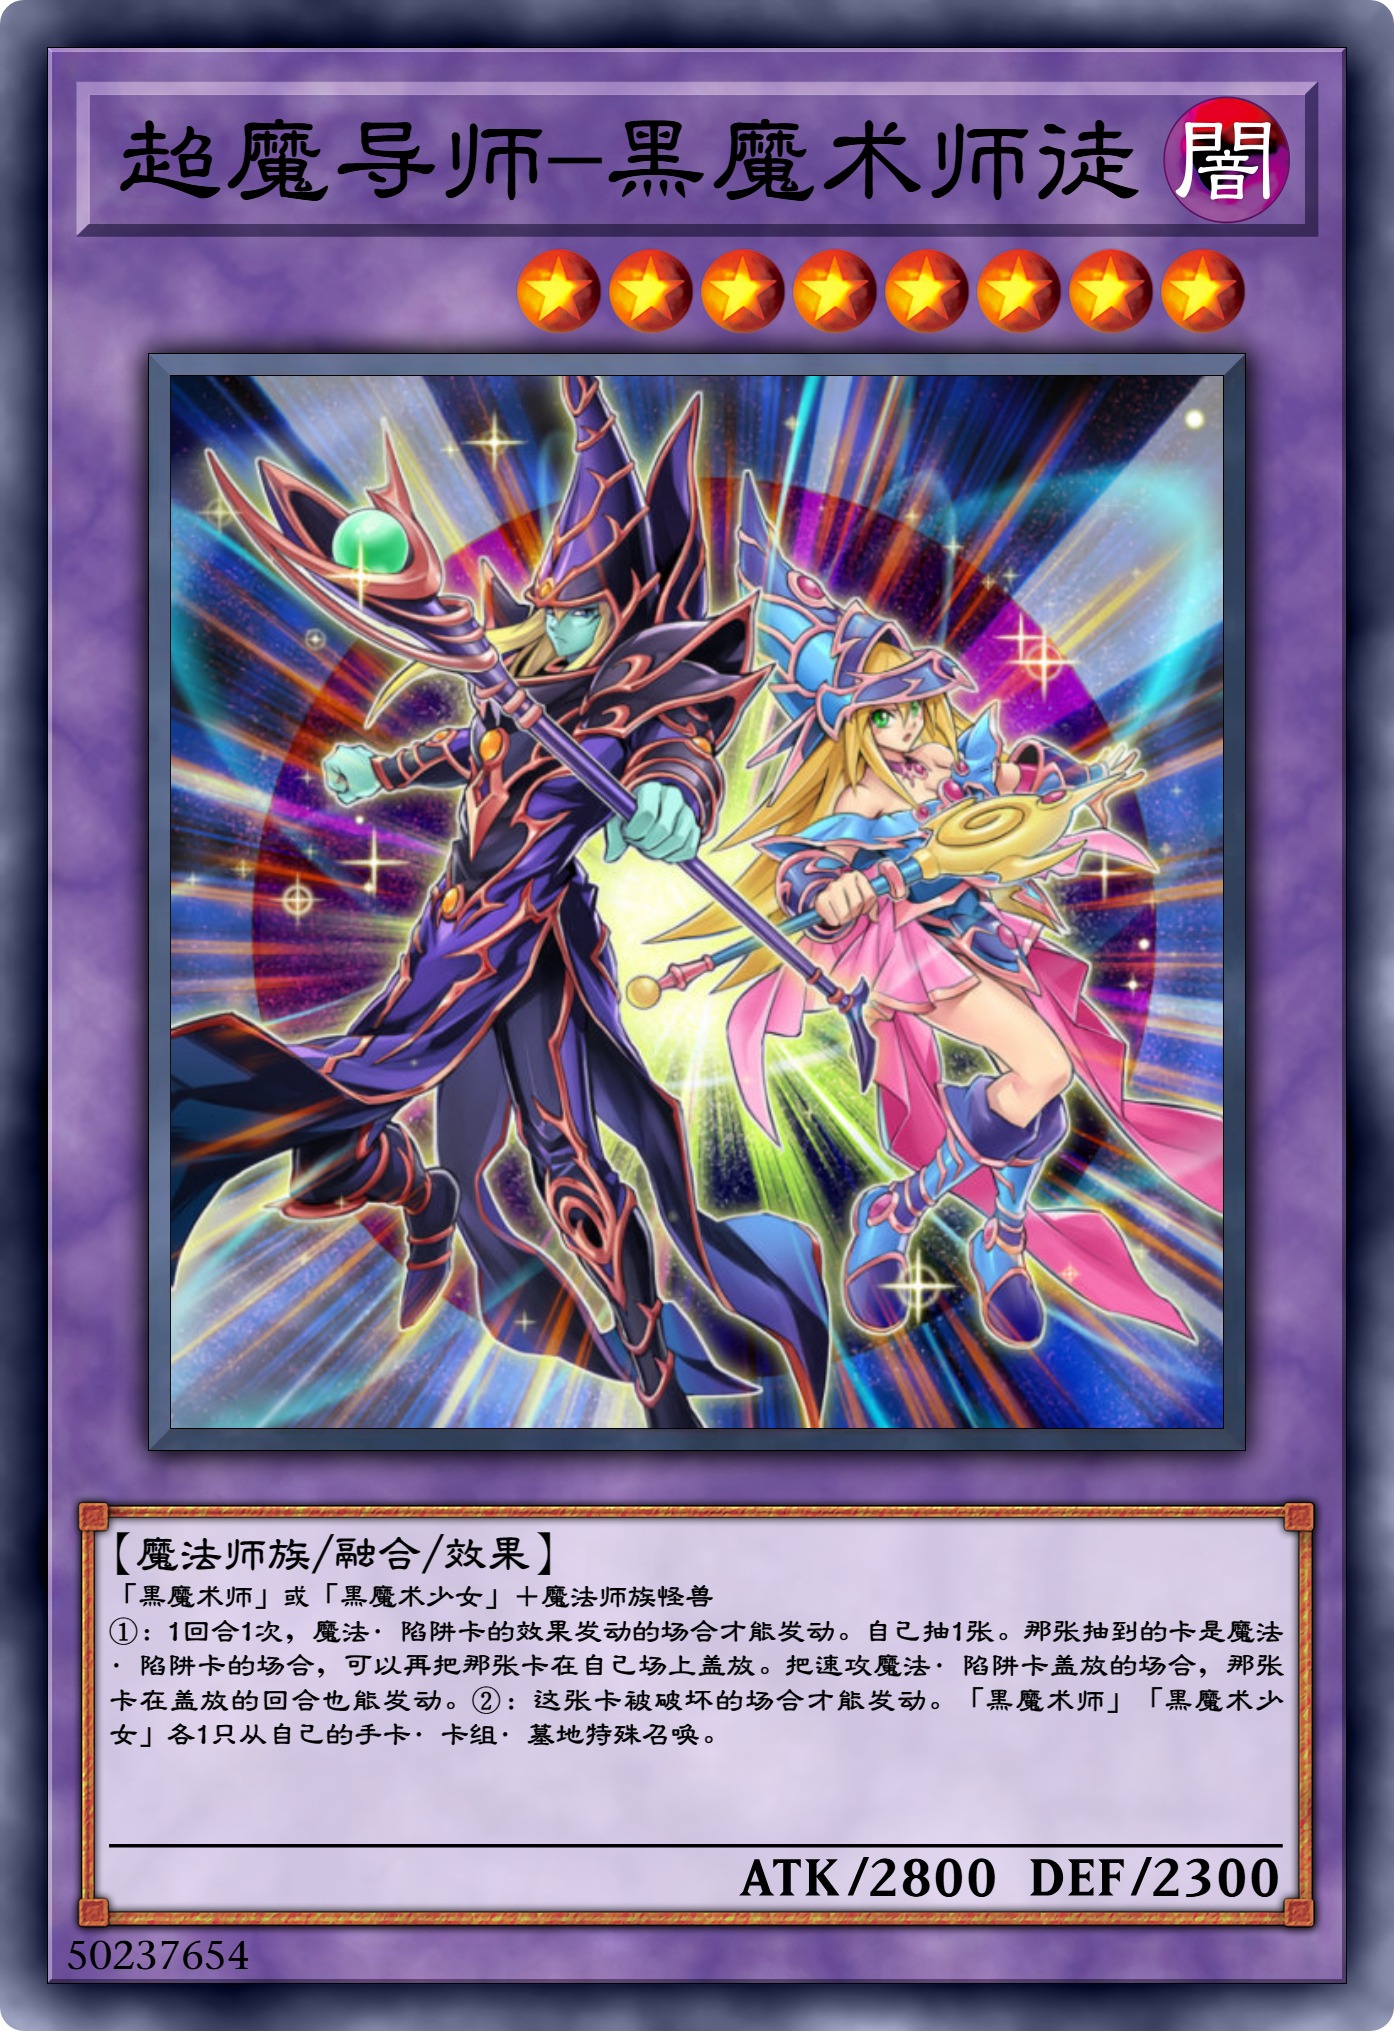 超魔导师-黑魔术师徒 闇
【魔法师族/融合/效果】
「黑魔术师」或「黑魔术少女」＋魔法师族怪兽
①：1回合1次，魔法·陷阱卡的效果发动的场合才能发动。自己抽1张。那张抽到的卡是魔法
·陷阱卡的场合，可以再把那张卡在自己场上盖放。把速攻魔法·陷阱卡盖放的场合，那张
卡在盖放的回合也能发动。②：这张卡被破坏的场合才能发动。「黑魔术师」「黑魔术少
女」各1只从自己的手卡·卡组·墓地特殊召唤。
ATK/2800 DEF/2300
50237654